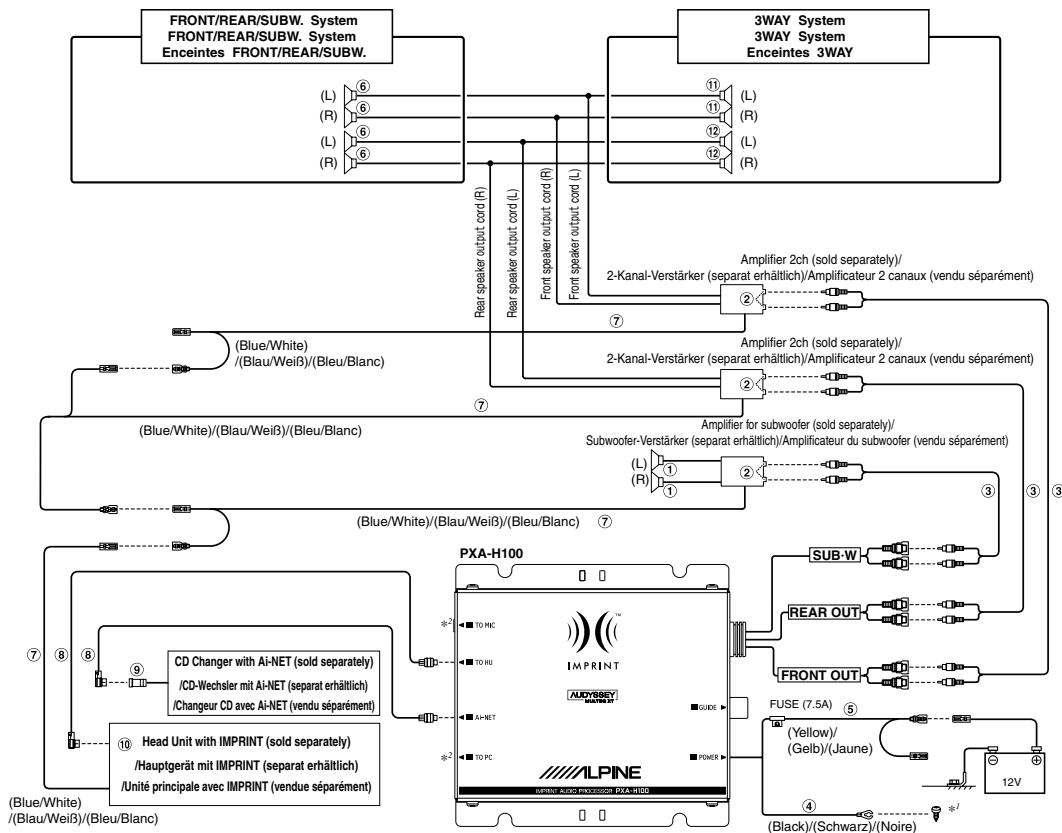 FRONT/REAR/SUBW. System
FRONT/REAR/SUBW. System
Enceintes FRONT/REAR/SUBW.
3WAY System
3WAY System
Enceintes 3WAY
(L) ⑥ ⑪ (L)
(R) ⑥ ⑪ (R)
(L) ⑥ ⑫ (L)
(R) ⑥ ⑫ (R)
Rear speaker output cord (R)
Rear speaker output cord (L)
Front speaker output cord (R)
Front speaker output cord (L)
Amplifier 2ch (sold separately)/
2-Kanal-Verstärker (separat erhältlich)/Amplificateur 2 canaux (vendu séparément)
②
⑦
(Blue/White)
/(Blau/Weiß)/(Bleu/Blanc)
Amplifier 2ch (sold separately)/
2-Kanal-Verstärker (separat erhältlich)/Amplificateur 2 canaux (vendu séparément)
②
⑦
(Blue/White)/(Blau/Weiß)/(Bleu/Blanc)
Amplifier for subwoofer (sold separately)/
Subwoofer-Verstärker (separat erhältlich)/Amplificateur du subwoofer (vendu séparément)
(L) ① ②
(R) ①
③ ③ ③
(Blue/White)/(Blau/Weiß)/(Bleu/Blanc) ⑦
PXA-H100
SUB·W
REAR OUT
FRONT OUT
*2 TO MIC
TO HU
Ai-NET
*2 TO PC
IMPRINT™
AUDYSSEY
MULTEQ XT
GUIDE
POWER
ALPINE
IMPRINT AUDIO PROCESSOR PXA-H100
⑦ ⑧ ⑧ ⑨
CD Changer with Ai-NET (sold separately)
/CD-Wechsler mit Ai-NET (separat erhältlich)
/Changeur CD avec Ai-NET (vendu séparément)
⑩ Head Unit with IMPRINT (sold separately)
/Hauptgerät mit IMPRINT (separat erhältlich)
/Unité principale avec IMPRINT (vendue séparément)
(Blue/White)
/(Blau/Weiß)/(Bleu/Blanc)
FUSE (7.5A) ⑤
(Yellow)/
(Gelb)/(Jaune)
⊖ ⊕
12V
④ *1
(Black)/(Schwarz)/(Noire)